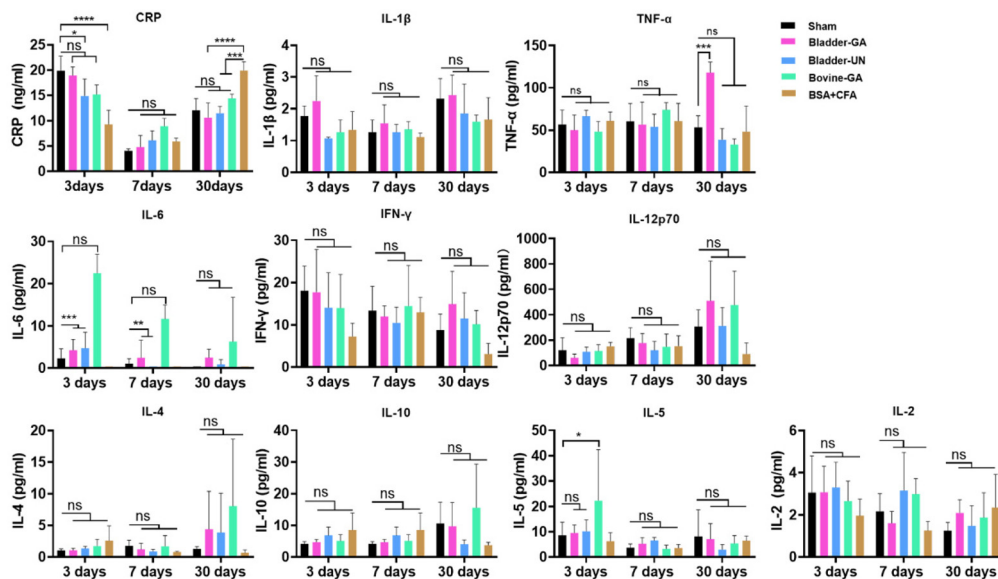 CRP
CRP (ng/ml)
25
20
15
10
5
0
****
*
ns
****
***
ns
ns
3days
7days
30days
IL-1β
IL-1β (pg/ml)
4
3
2
1
0
ns
ns
ns
3 days
7 days
30 days
TNF-α
TNF-α (pg/ml)
150
100
50
0
ns
ns
ns
***
3 days
7 days
30 days
Sham
Bladder-GA
Bladder-UN
Bovine-GA
BSA+CFA
IL-6
IL-6 (pg/ml)
30
20
10
0
ns
***
ns
**
ns
3 days
7 days
30 days
IFN-γ
IFN-γ (pg/ml)
30
20
10
0
ns
ns
ns
3 days
7 days
30 days
IL-12p70
IL-12p70 (pg/ml)
1000
800
600
400
200
0
ns
ns
ns
3 days
7 days
30 days
IL-4
IL-4 (pg/ml)
20
15
10
5
0
ns
ns
ns
3 days
7 days
30 days
IL-10
IL-10 (pg/ml)
40
30
20
10
0
ns
ns
ns
3 days
7 days
30 days
IL-5
IL-5 (pg/ml)
50
40
30
20
10
0
*
ns
ns
ns
3 days
7 days
30 days
IL-2
IL-2 (pg/ml)
6
4
2
0
ns
ns
ns
3 days
7 days
30 days